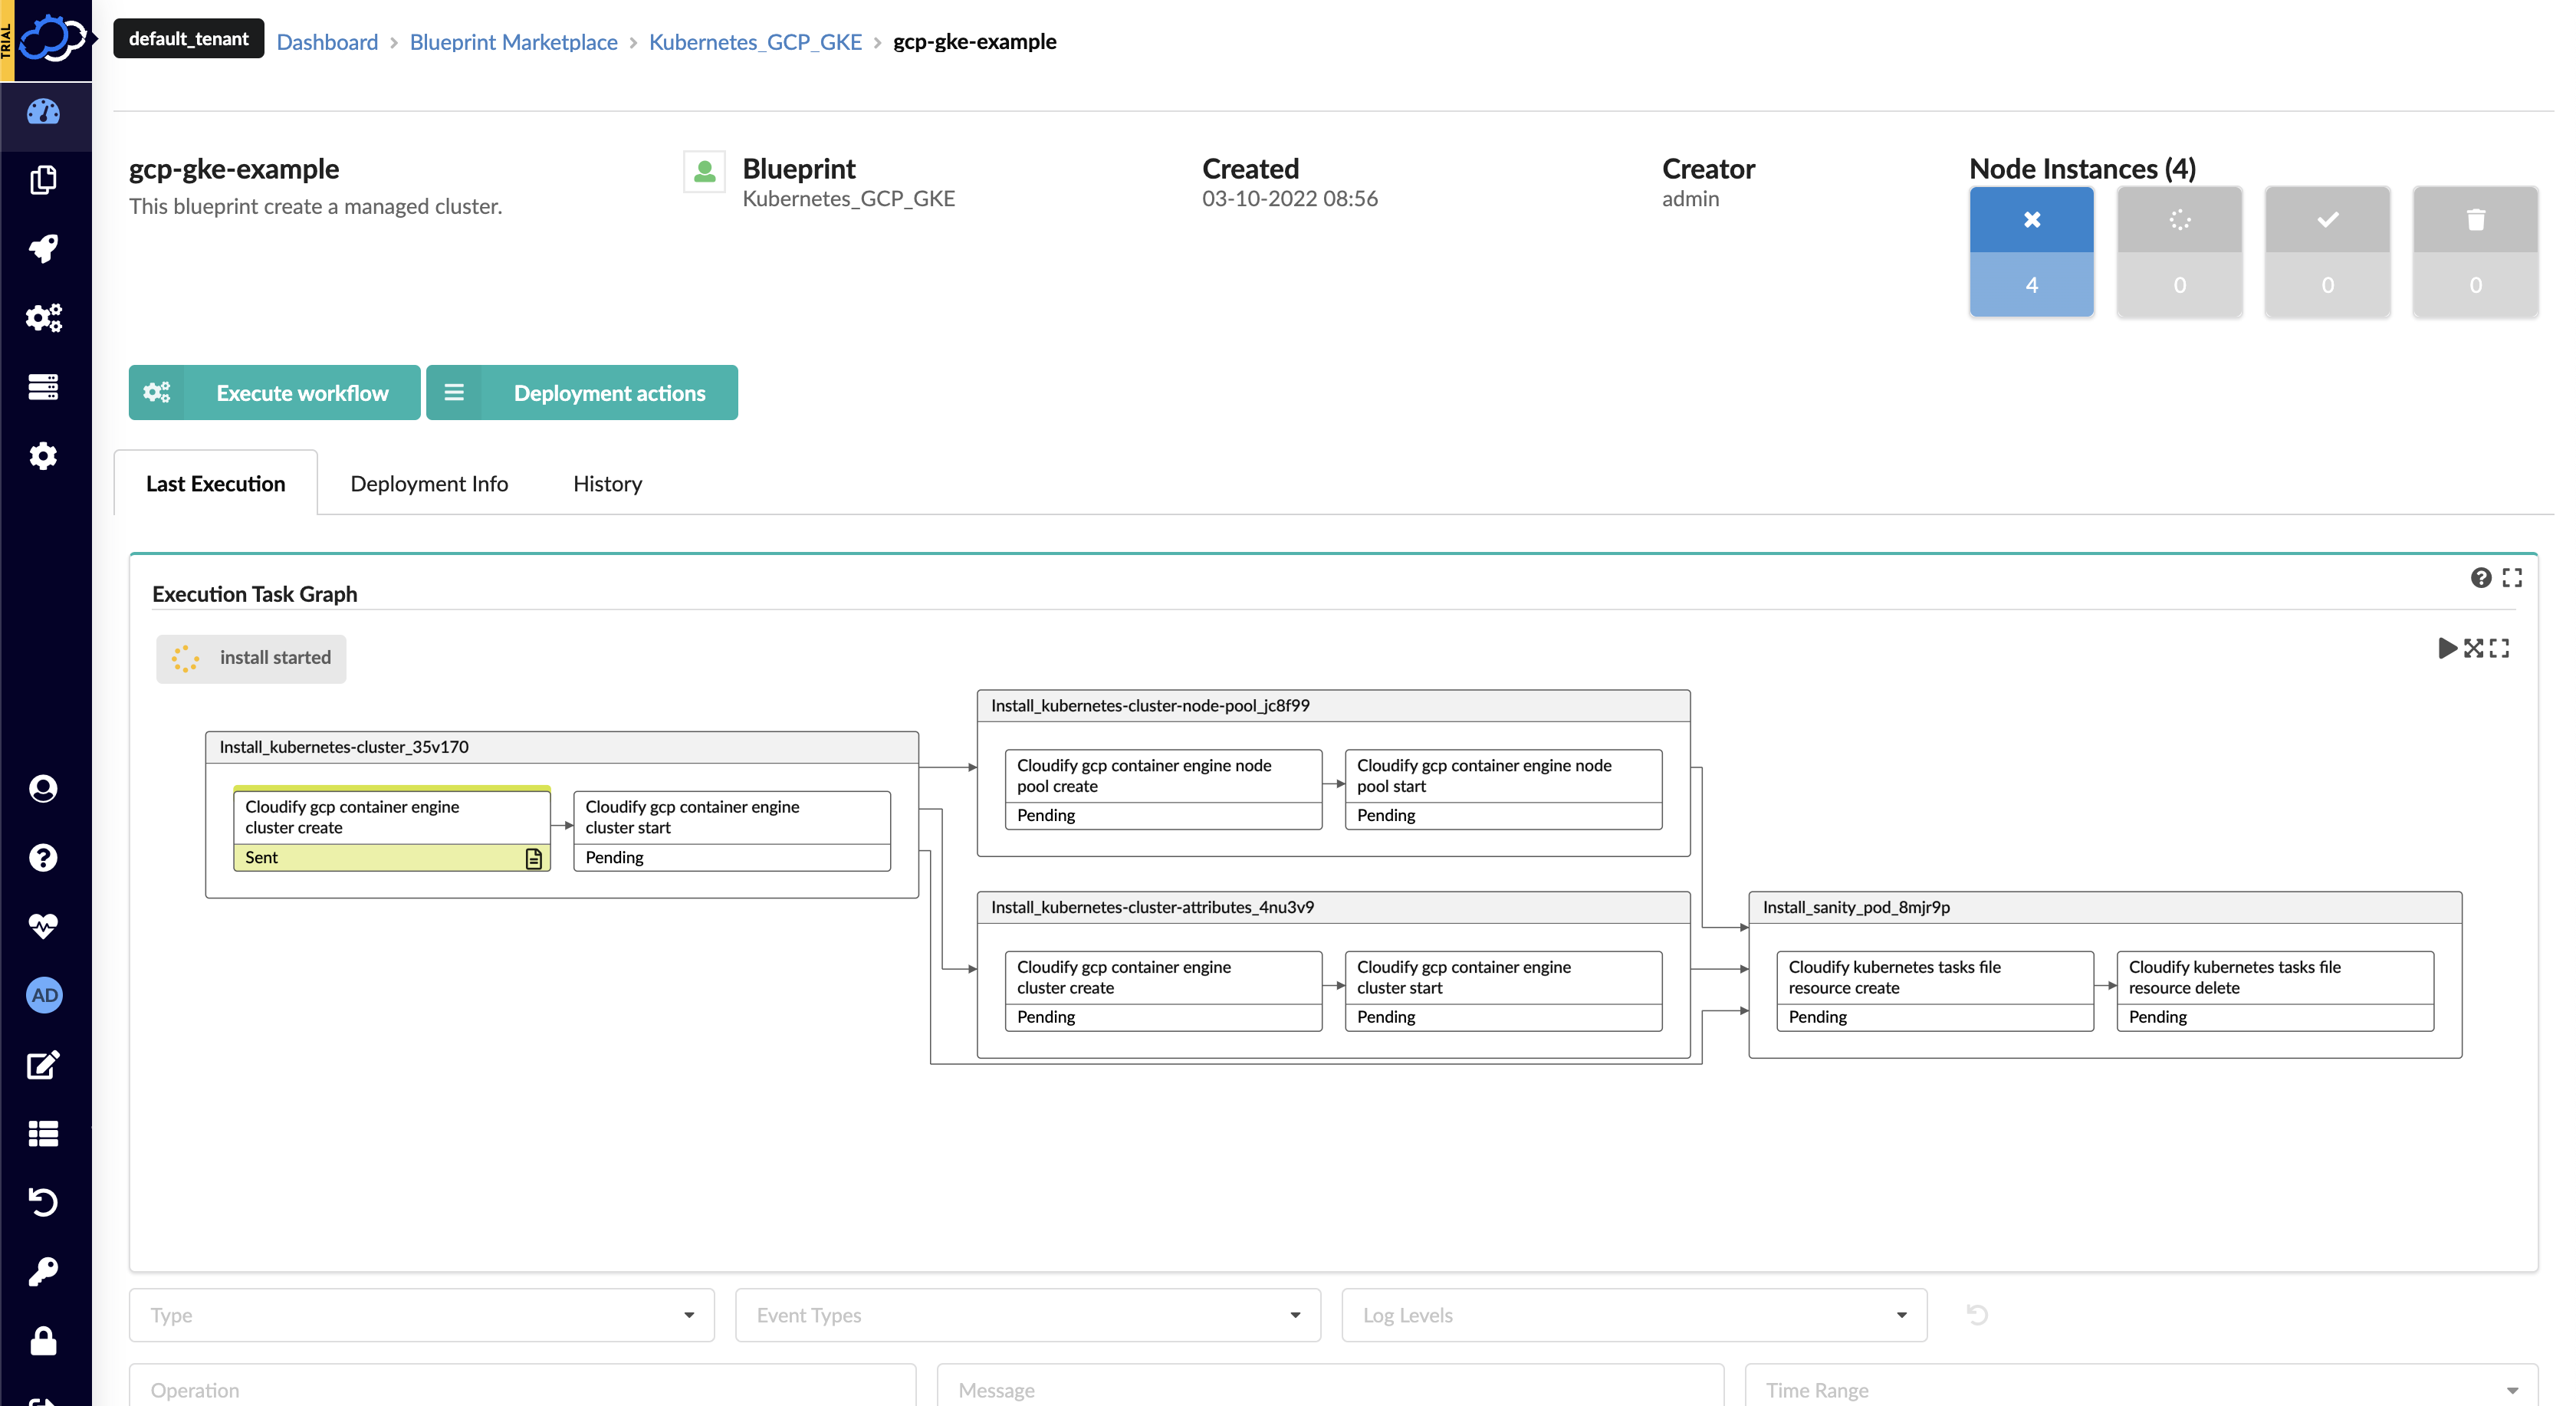 TRIAL
default_tenant
Dashboard > Blueprint Marketplace > Kubernetes_GCP_GKE > gcp-gke-example
gcp-gke-example
This blueprint create a managed cluster.
Blueprint
Kubernetes_GCP_GKE
Created
03-10-2022 08:56
Creator
admin
Node Instances (4)
4
0
0
0
Execute workflow
Deployment actions
Last Execution
Deployment Info
History
Execution Task Graph
install started
Install_kubernetes-cluster_35v170
Cloudify gcp container engine
cluster create
Sent
Cloudify gcp container engine
cluster start
Pending
Install_kubernetes-cluster-node-pool_jc8f99
Cloudify gcp container engine node
pool create
Pending
Cloudify gcp container engine node
pool start
Pending
Install_kubernetes-cluster-attributes_4nu3v9
Cloudify gcp container engine
cluster create
Pending
Cloudify gcp container engine
cluster start
Pending
Install_sanity_pod_8mjr9p
Cloudify kubernetes tasks file
resource create
Pending
Cloudify kubernetes tasks file
resource delete
Pending
AD
Type
Event Types
Log Levels
Operation
Message
Time Range